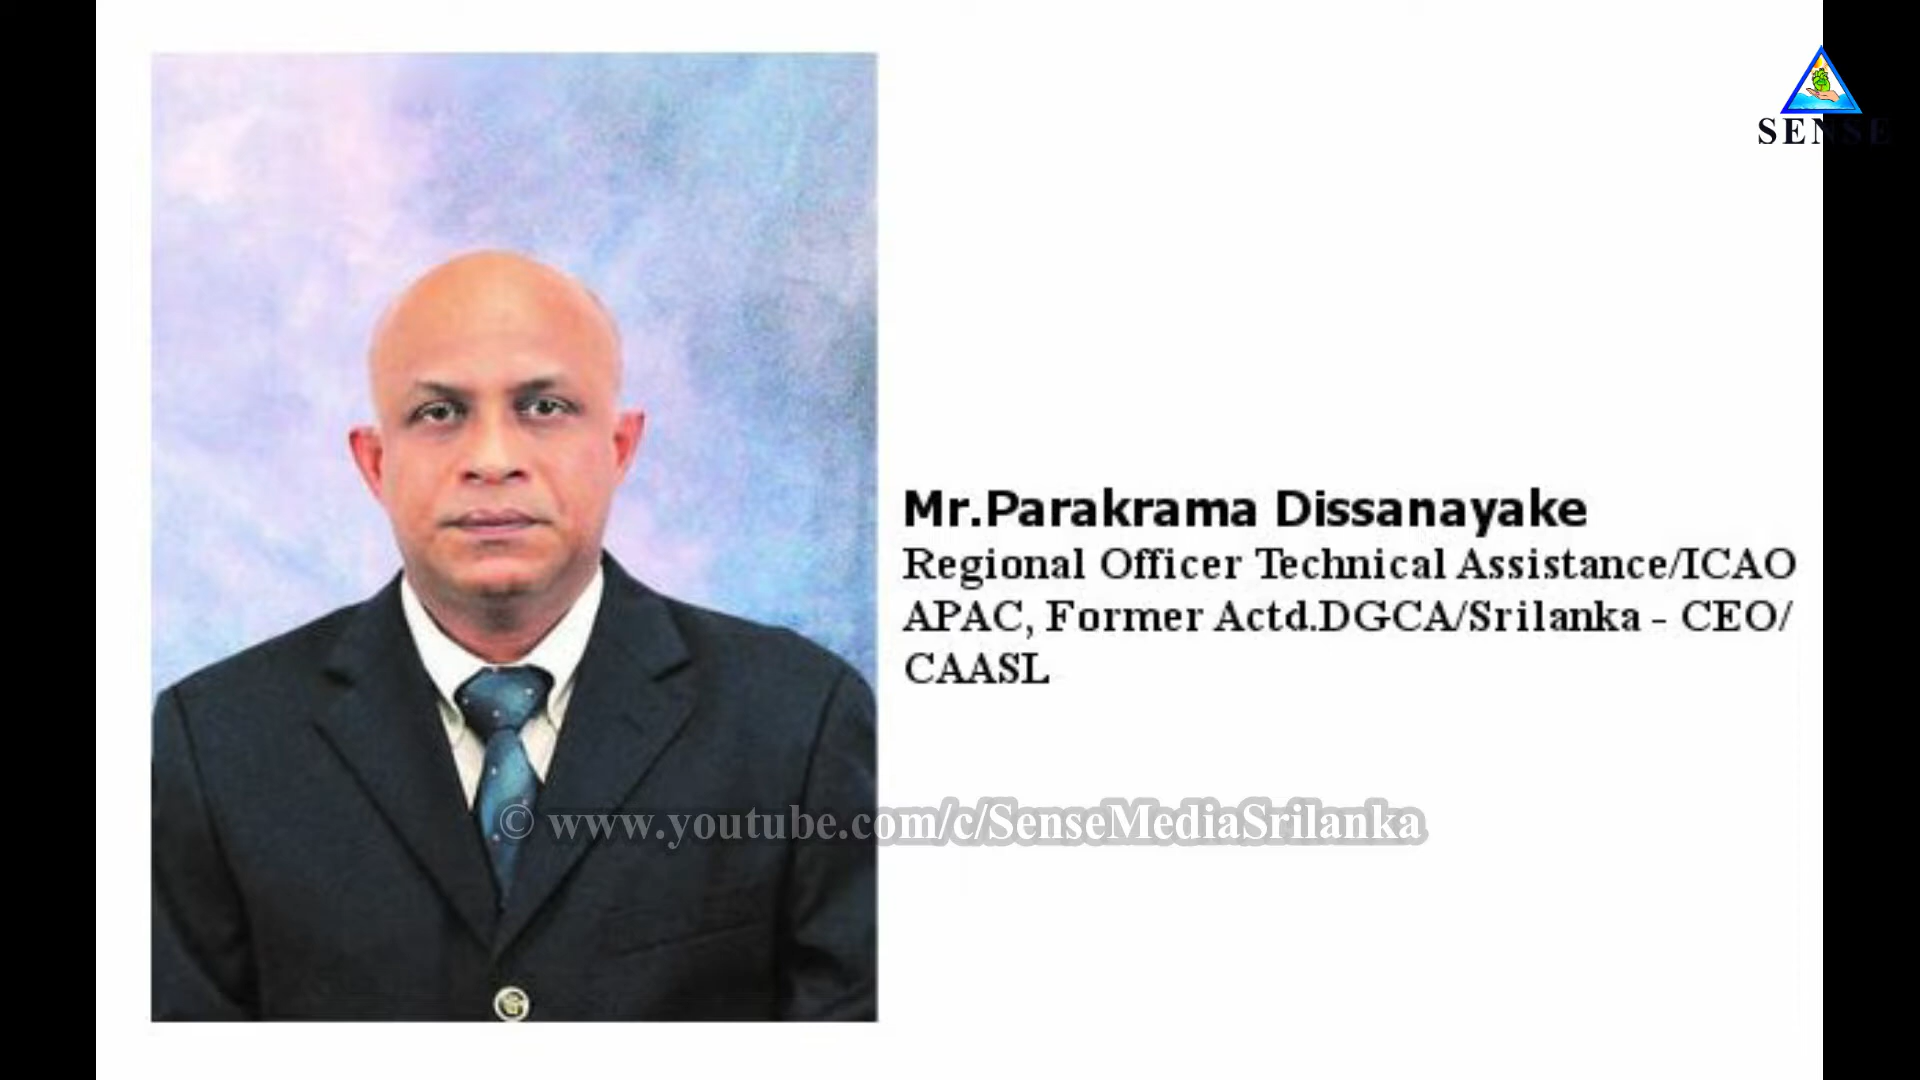 SENSE
Mr.Parakrama Dissanayake
Regional Officer Technical Assistance/ICAO
APAC, Former Actd.DGCA/Srilanka - CEO/
CAASL
© www.youtube.com/c/SenseMediaSrilanka